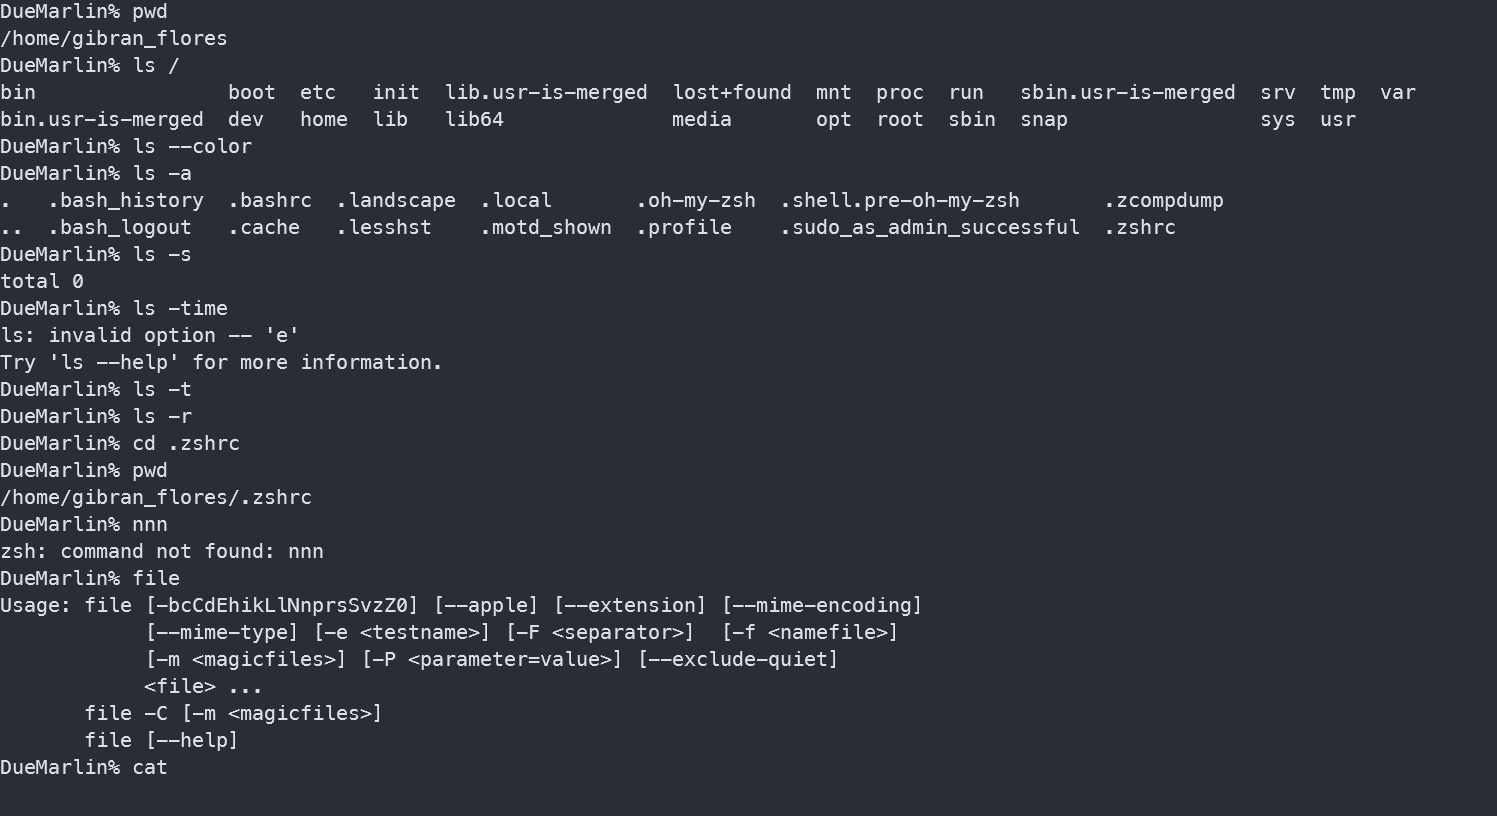 DueMarlin% pwd
/home/gibran_flores
DueMarlin% ls /
bin                boot  etc   init  lib.usr-is-merged  lost+found  mnt  proc  run   sbin.usr-is-merged  srv  tmp  var
bin.usr-is-merged  dev   home  lib   lib64              media       opt  root  sbin  snap                sys  usr
DueMarlin% ls --color
DueMarlin% ls -a
.   .bash_history  .bashrc  .landscape  .local       .oh-my-zsh  .shell.pre-oh-my-zsh       .zcompdump
..  .bash_logout   .cache   .lesshst    .motd_shown  .profile    .sudo_as_admin_successful  .zshrc
DueMarlin% ls -s
total 0
DueMarlin% ls -time
ls: invalid option -- 'e'
Try 'ls --help' for more information.
DueMarlin% ls -t
DueMarlin% ls -r
DueMarlin% cd .zshrc
DueMarlin% pwd
/home/gibran_flores/.zshrc
DueMarlin% nnn
zsh: command not found: nnn
DueMarlin% file
Usage: file [-bcCdEhikLlNnprsSvzZ0] [--apple] [--extension] [--mime-encoding]
            [--mime-type] [-e <testname>] [-F <separator>]  [-f <namefile>]
            [-m <magicfiles>] [-P <parameter=value>] [--exclude-quiet]
            <file> ...
       file -C [-m <magicfiles>]
       file [--help]
DueMarlin% cat